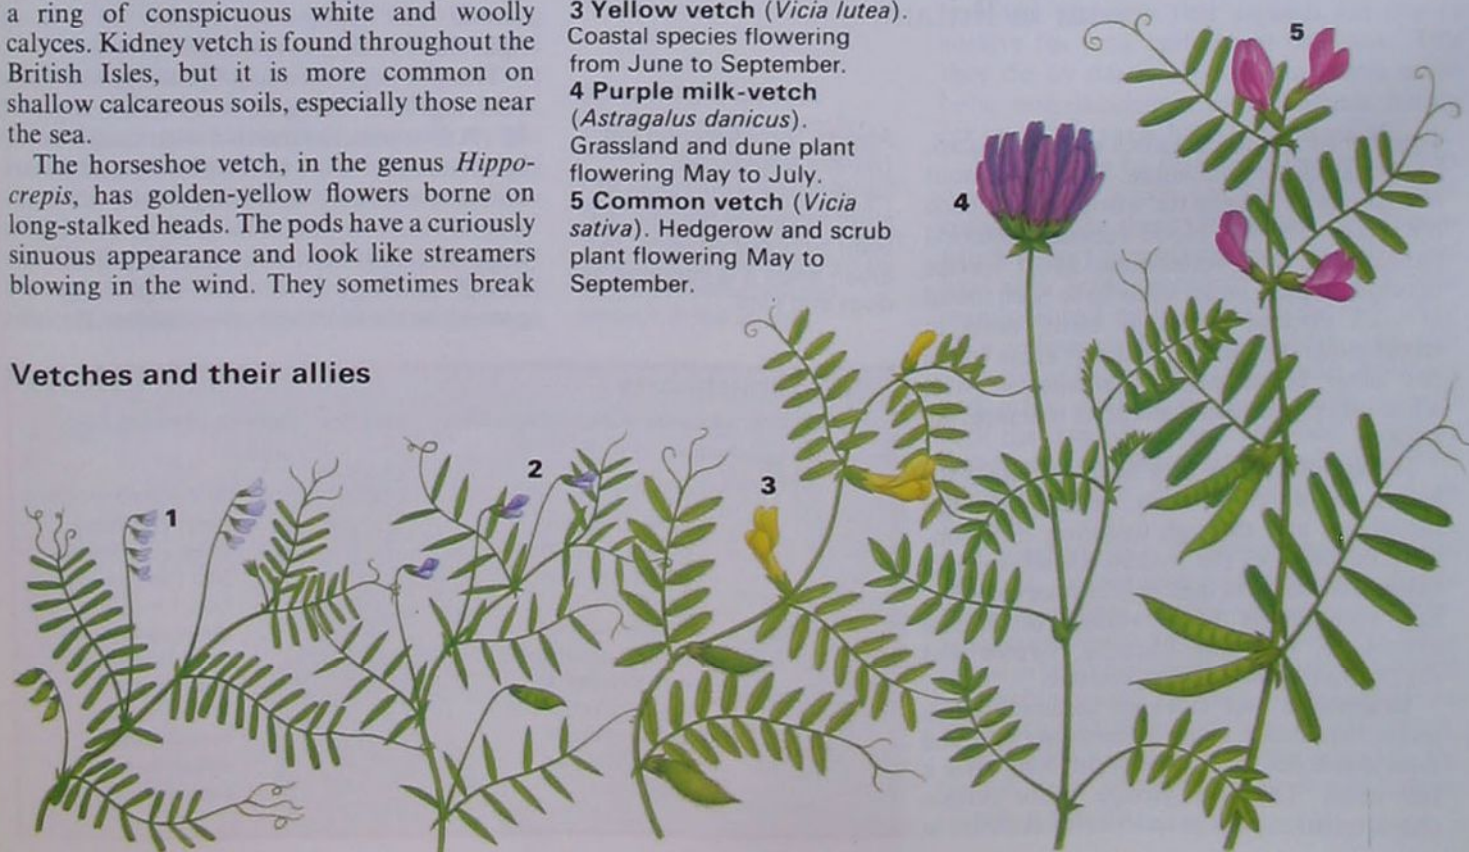 a ring of conspicuous white and woolly
calyces. Kidney vetch is found throughout the
British Isles, but it is more common on
shallow calcareous soils, especially those near
the sea.
The horseshoe vetch, in the genus Hippo-
crepis, has golden-yellow flowers borne on
long-stalked heads. The pods have a curiously
sinuous appearance and look like streamers
blowing in the wind. They sometimes break
3 Yellow vetch (Vicia lutea).
Coastal species flowering
from June to September.
4 Purple milk-vetch
(Astragalus danicus).
Grassland and dune plant
flowering May to July.
5 Common vetch (Vicia
sativa). Hedgerow and scrub
plant flowering May to
September.
Vetches and their allies
1
2
3
4
5